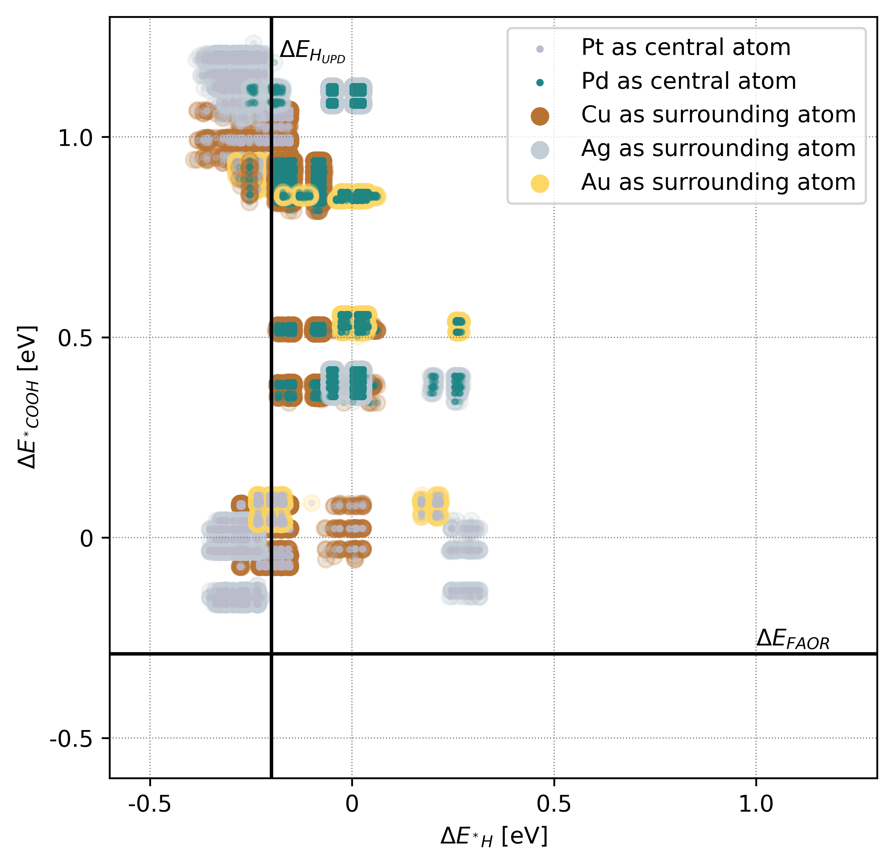 ΔE_{H_{UPD}}
Pt as central atom
Pd as central atom
Cu as surrounding atom
Ag as surrounding atom
Au as surrounding atom
1.0
0.5
0
-0.5
ΔE_{*COOH} [eV]
ΔE_{FAOR}
-0.5
0
0.5
1.0
ΔE_{*H} [eV]